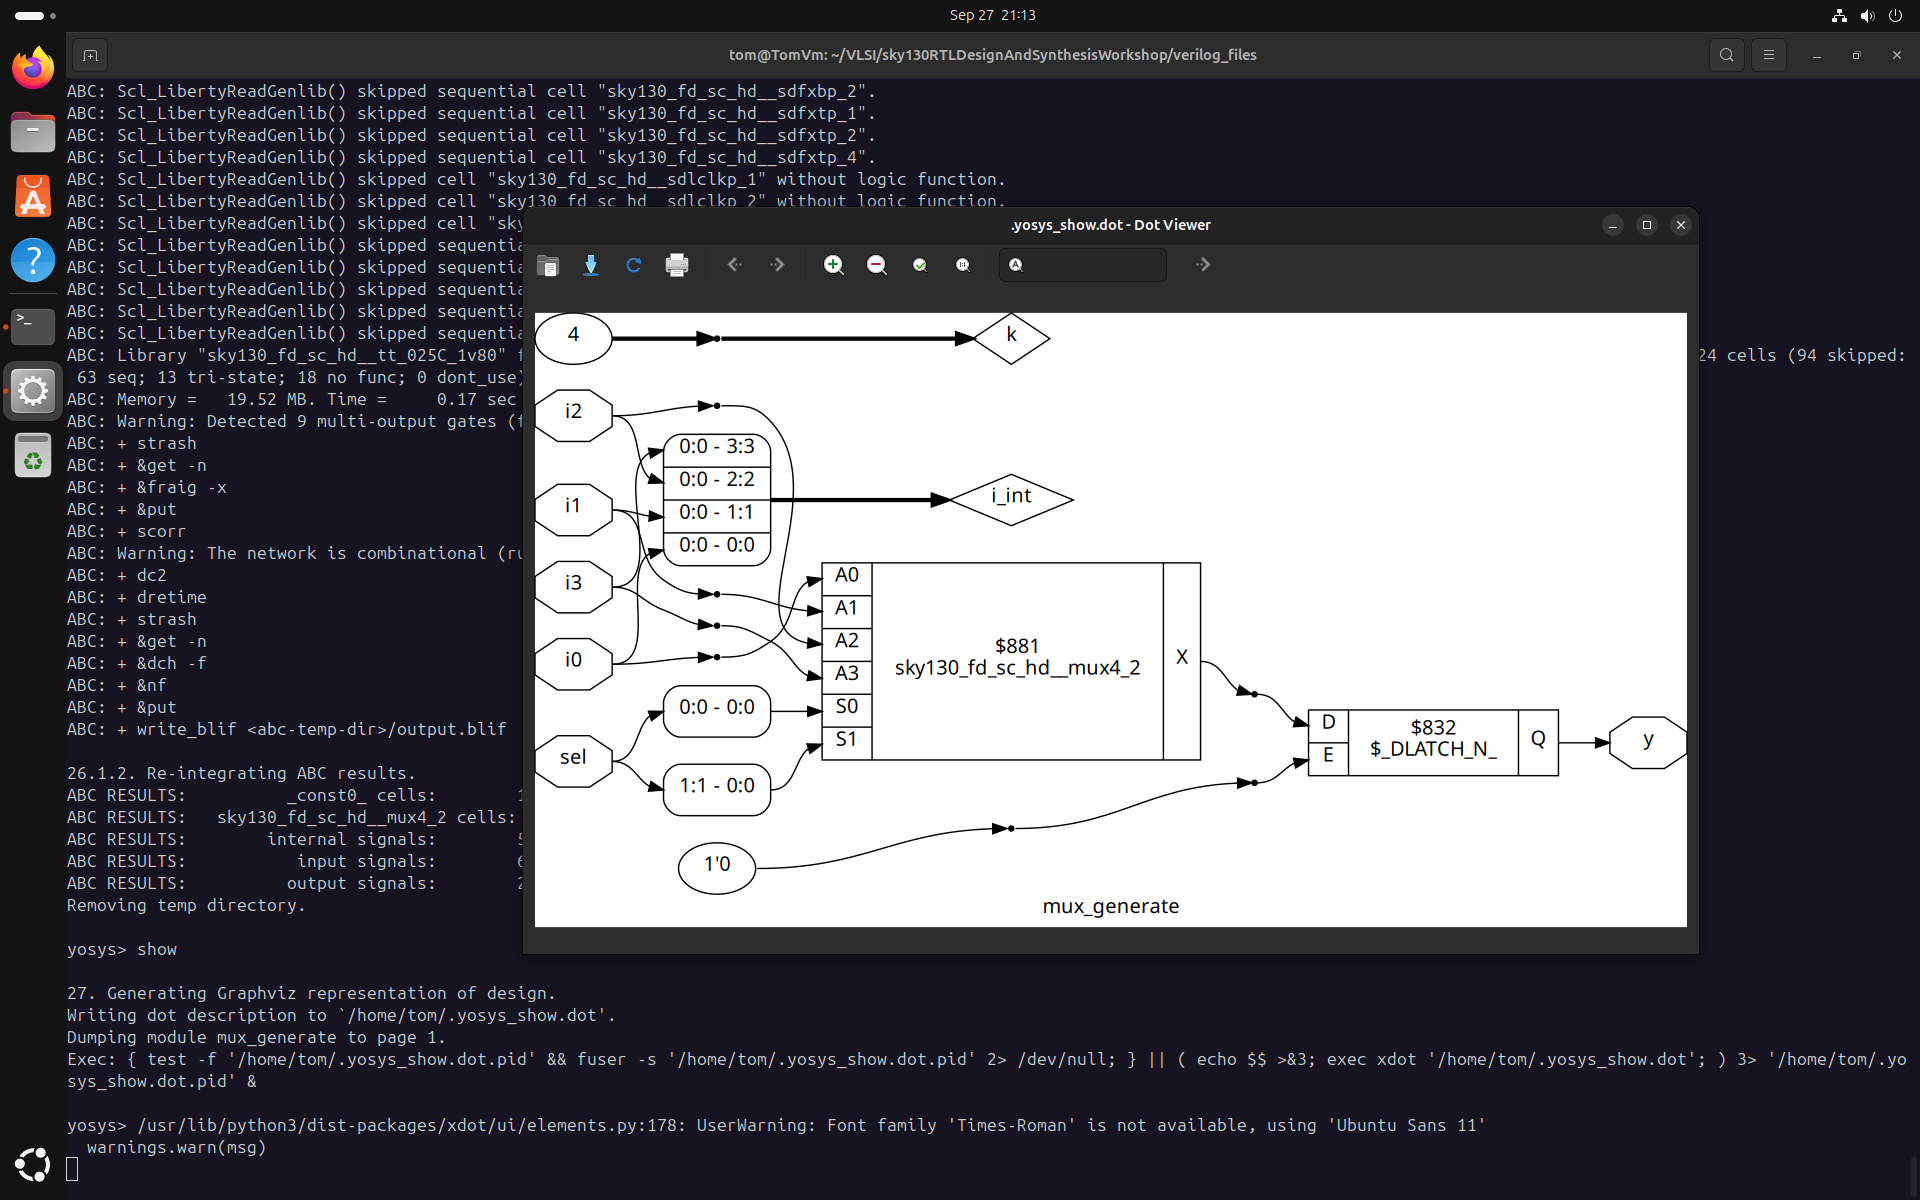 Sep 27 21:13
tom@TomVm: ~/VLSI/sky130RTLDesignAndSynthesisWorkshop/verilog_files
ABC: Scl_LibertyReadGenlib() skipped sequential cell "sky130_fd_sc_hd__sdfxbp_2".
ABC: Scl_LibertyReadGenlib() skipped sequential cell "sky130_fd_sc_hd__sdfxtp_1".
ABC: Scl_LibertyReadGenlib() skipped sequential cell "sky130_fd_sc_hd__sdfxtp_2".
ABC: Scl_LibertyReadGenlib() skipped sequential cell "sky130_fd_sc_hd__sdfxtp_4".
ABC: Scl_LibertyReadGenlib() skipped cell "sky130_fd_sc_hd__sdlclkp_1" without logic function.
ABC: Scl_LibertyReadGenlib() skipped cell "sky130_fd_sc_hd__sdlclkp_2" without logic function.
ABC: Scl_LibertyReadGenlib() skipped cell "sky
ABC: Scl_LibertyReadGenlib() skipped sequentia
ABC: Scl_LibertyReadGenlib() skipped sequentia
ABC: Scl_LibertyReadGenlib() skipped sequentia
ABC: Scl_LibertyReadGenlib() skipped sequentia
ABC: Scl_LibertyReadGenlib() skipped sequentia
ABC: Library "sky130_fd_sc_hd__tt_025C_1v80" f 24 cells (94 skipped:
63 seq; 13 tri-state; 18 no func; 0 dont_use)
ABC: Memory = 19.52 MB. Time = 0.17 sec
ABC: Warning: Detected 9 multi-output gates (f
ABC: + strash
ABC: + &get -n
ABC: + &fraig -x
ABC: + &put
ABC: + scorr
ABC: Warning: The network is combinational (ru
ABC: + dc2
ABC: + dretime
ABC: + strash
ABC: + &get -n
ABC: + &dch -f
ABC: + &nf
ABC: + &put
ABC: + write_blif <abc-temp-dir>/output.blif
26.1.2. Re-integrating ABC results.
ABC RESULTS: _const0_ cells: 1
ABC RESULTS: sky130_fd_sc_hd__mux4_2 cells:
ABC RESULTS: internal signals: 5
ABC RESULTS: input signals: 6
ABC RESULTS: output signals: 2
Removing temp directory.
yosys> show
27. Generating Graphviz representation of design.
Writing dot description to `/home/tom/.yosys_show.dot'.
Dumping module mux_generate to page 1.
Exec: { test -f '/home/tom/.yosys_show.dot.pid' && fuser -s '/home/tom/.yosys_show.dot.pid' 2> /dev/null; } || ( echo $$ >&3; exec xdot '/home/tom/.yosys_show.dot'; ) 3> '/home/tom/.yo
sys_show.dot.pid' &
yosys> /usr/lib/python3/dist-packages/xdot/ui/elements.py:178: UserWarning: Font family 'Times-Roman' is not available, using 'Ubuntu Sans 11'
warnings.warn(msg)
.yosys_show.dot - Dot Viewer
4
k
i2
0:0 - 3:3
0:0 - 2:2
0:0 - 1:1
0:0 - 0:0
i_int
i1
i3
i0
A0
A1
A2
A3
S0
S1
$881
sky130_fd_sc_hd__mux4_2
X
0:0 - 0:0
sel
1:1 - 0:0
D
E
$832
$_DLATCH_N_
Q
y
1'0
mux_generate